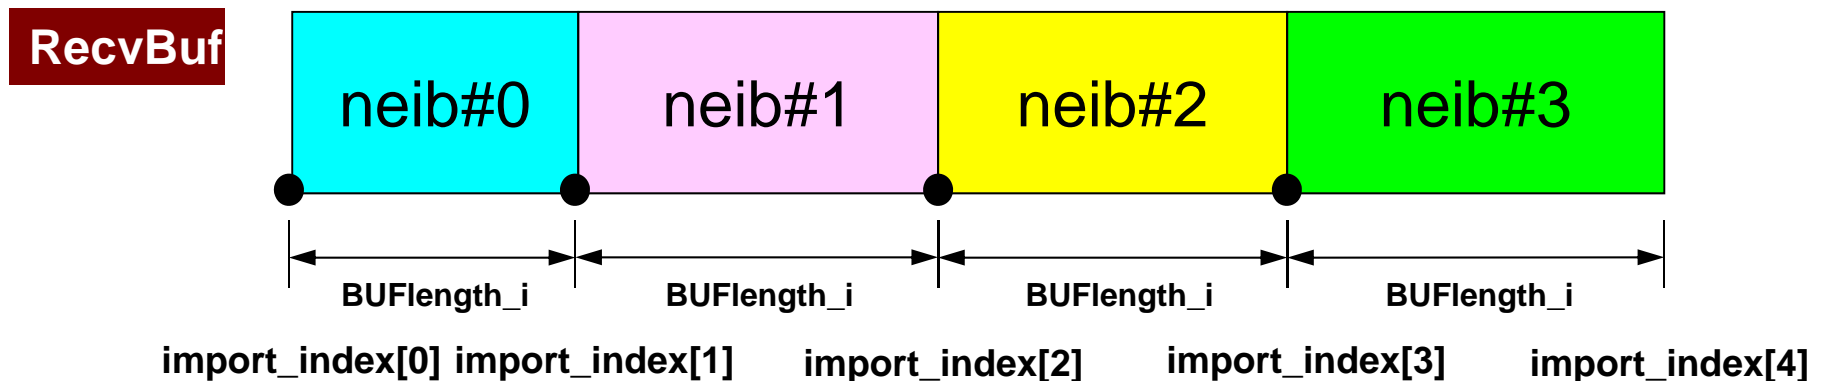 RecvBuf
neib#0 neib#1 neib#2 neib#3
BUFlength_i BUFlength_i BUFlength_i BUFlength_i
import_index[0] import_index[1] import_index[2] import_index[3] import_index[4]